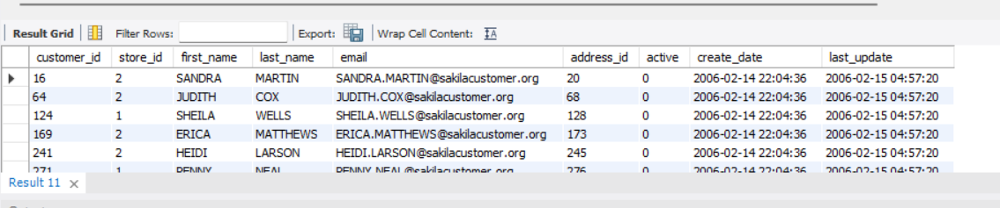 Result Grid Filter Rows: Export: Wrap Cell Content: IA
customer_id store_id first_name last_name email address_id active create_date last_update
16 2 SANDRA MARTIN SANDRA.MARTIN@sakilacustomer.org 20 0 2006-02-14 22:04:36 2006-02-15 04:57:20
64 2 JUDITH COX JUDITH.COX@sakilacustomer.org 68 0 2006-02-14 22:04:36 2006-02-15 04:57:20
124 1 SHEILA WELLS SHEILA.WELLS@sakilacustomer.org 128 0 2006-02-14 22:04:36 2006-02-15 04:57:20
169 2 ERICA MATTHEWS ERICA.MATTHEWS@sakilacustomer.org 173 0 2006-02-14 22:04:36 2006-02-15 04:57:20
241 2 HEIDI LARSON HEIDI.LARSON@sakilacustomer.org 245 0 2006-02-14 22:04:36 2006-02-15 04:57:20
271 1 PENNY NEAL PENNY.NEAL@sakilacustomer.org 276 0 2006-02-14 22:04:36 2006-02-15 04:57:20
Result 11